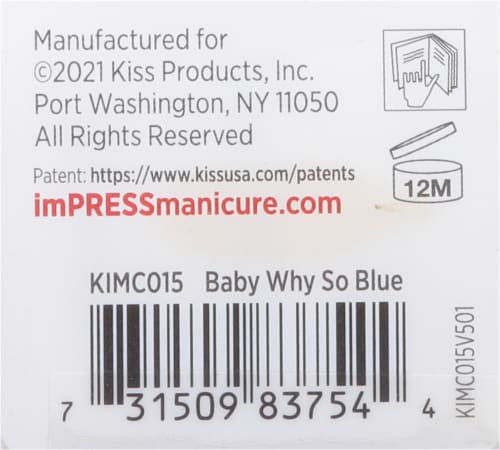 Manufactured for
©2021 Kiss Products, Inc.
Port Washington, NY 11050
All Rights Reserved
Patent: https://www.kissusa.com/patents
imPRESSmanicure.com
12M
KIMC015 Baby Why So Blue
7 31509 83754 4
KIMC015V501